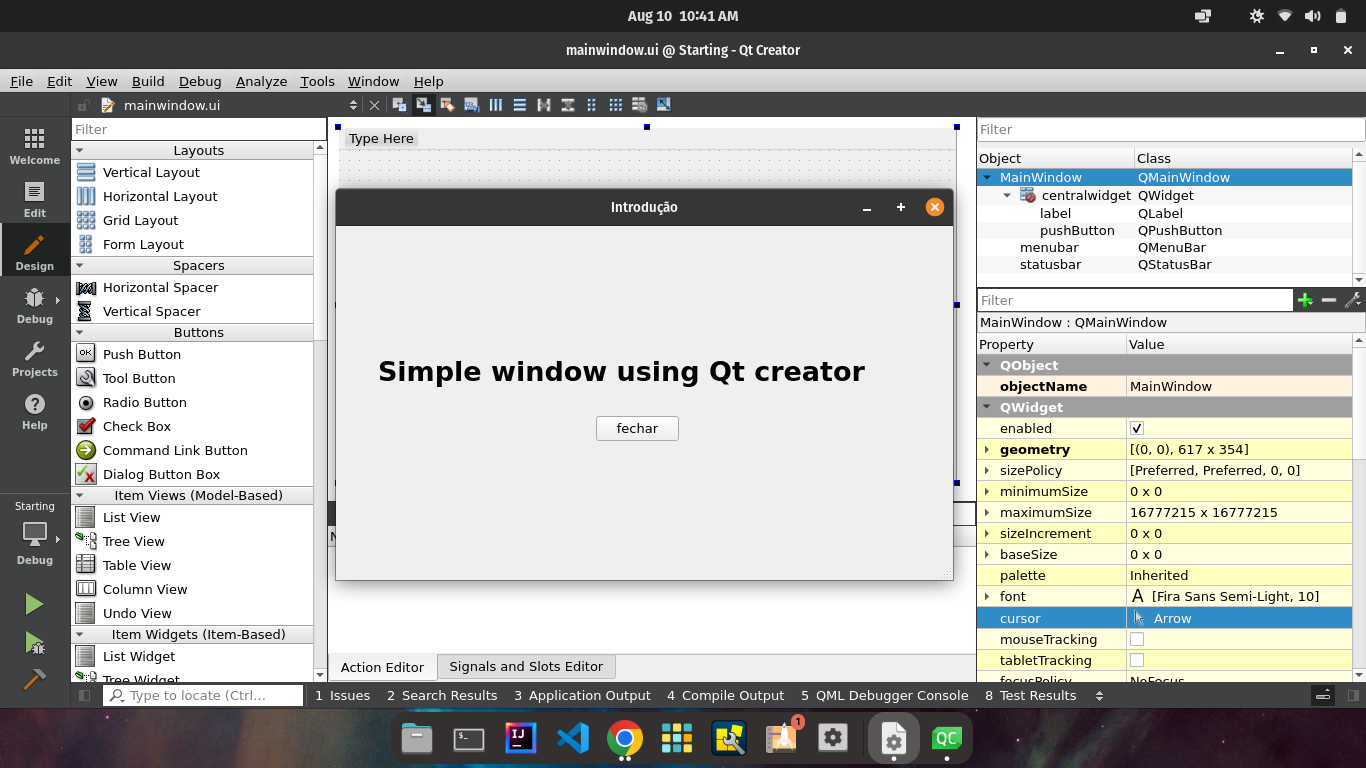 Aug 10 10:41 AM
mainwindow.ui @ Starting - Qt Creator
File Edit View Build Debug Analyze Tools Window Help
mainwindow.ui
Welcome
Edit
Design
Debug
Projects
Help
Starting
Debug
Filter
Layouts
Vertical Layout
Horizontal Layout
Grid Layout
Form Layout
Spacers
Horizontal Spacer
Vertical Spacer
Buttons
OK
Push Button
Tool Button
Radio Button
Check Box
Command Link Button
Dialog Button Box
Item Views (Model-Based)
List View
Tree View
Table View
Column View
Undo View
Item Widgets (Item-Based)
List Widget
Tree Widget
Type Here
Introdução
Simple window using Qt creator
fechar
Action Editor Signals and Slots Editor
Filter
Object Class
MainWindow QMainWindow
centralwidget QWidget
label QLabel
pushButton QPushButton
menubar QMenuBar
statusbar QStatusBar
Filter
MainWindow : QMainWindow
Property Value
QObject
objectName MainWindow
QWidget
enabled
geometry [(0, 0), 617 x 354]
sizePolicy [Preferred, Preferred, 0, 0]
minimumSize 0 x 0
maximumSize 16777215 x 16777215
sizeIncrement 0 x 0
baseSize 0 x 0
palette Inherited
font A [Fira Sans Semi-Light, 10]
cursor Arrow
mouseTracking
tabletTracking
focusPolicy NoFocus
Type to locate (Ctrl... 1 Issues 2 Search Results 3 Application Output 4 Compile Output 5 QML Debugger Console 8 Test Results
IJ
1
QC